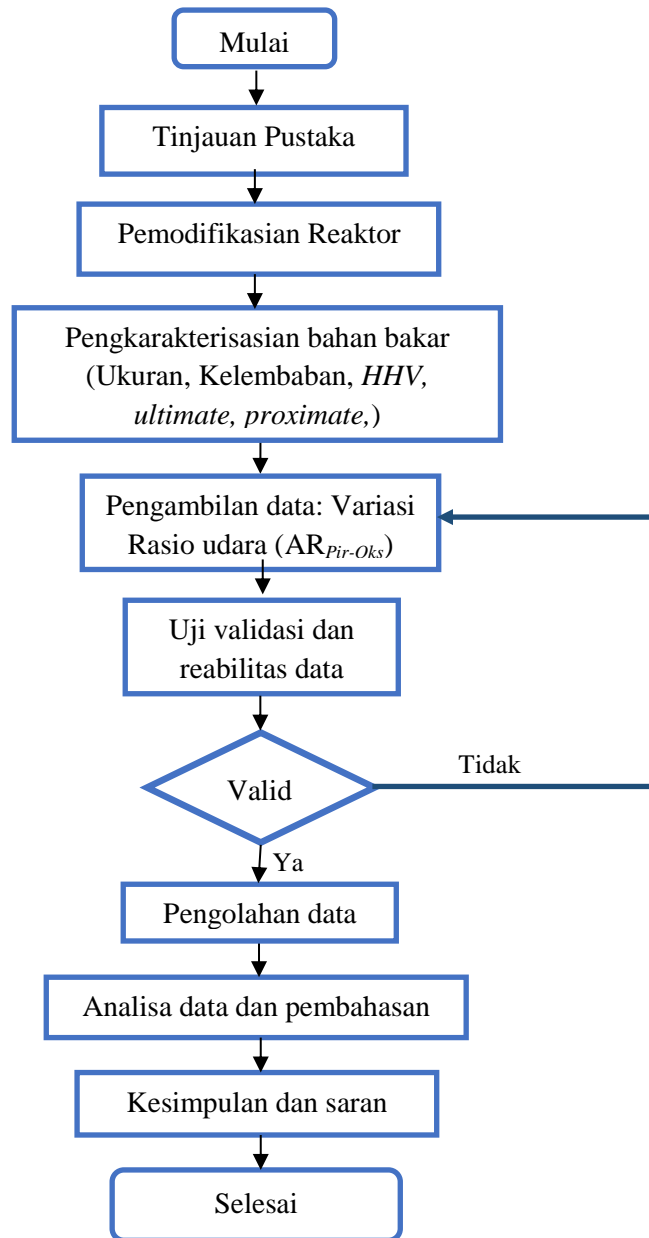 Mulai
Tinjauan Pustaka
Pemodifikasian Reaktor
Pengkarakterisasian bahan bakar
(Ukuran, Kelembaban, HHV,
ultimate, proximate,)
Pengambilan data: Variasi
Rasio udara (ARPir-Oks)
Uji validasi dan
reabilitas data
Valid
Tidak
Ya
Pengolahan data
Analisa data dan pembahasan
Kesimpulan dan saran
Selesai